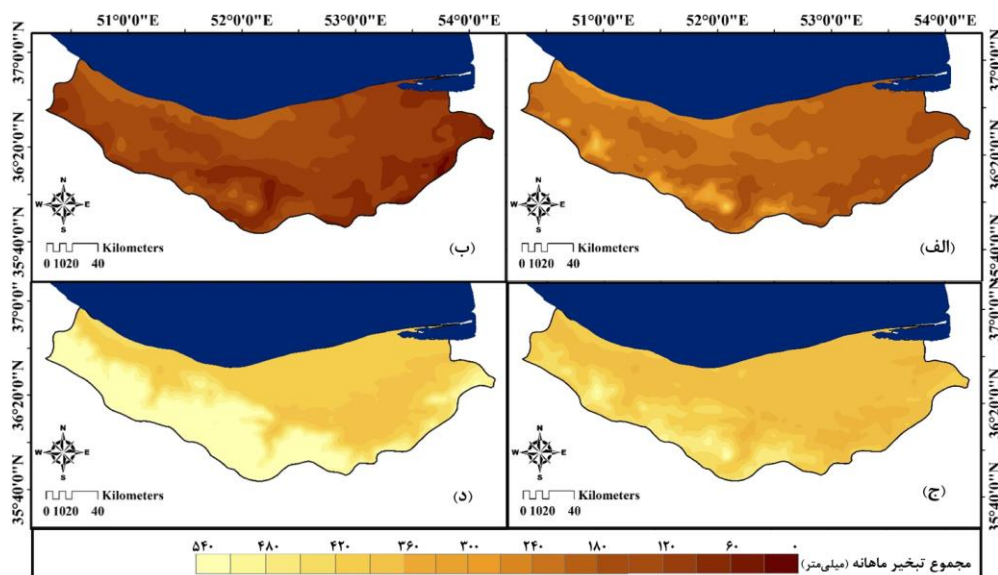 51°0'0"E 52°0'0"E 53°0'0"E 54°0'0"E
51°0'0"E 52°0'0"E 53°0'0"E 54°0'0"E
37°0'0"N
36°20'0"N
35°40'0"N
N
W E
S
Kilometers
0 1020 40
(ب)
N
W E
S
Kilometers
0 1020 40
(الف)
37°0'0"N
36°20'0"N
35°40'0"N
37°0'0"N
36°20'0"N
35°40'0"N
N
W E
S
Kilometers
0 1020 40
(د)
N
W E
S
Kilometers
0 1020 40
(ج)
37°0'0"N
36°20'0"N
35°40'0"N
مجموع تبخیر ماهانه (میلی‌متر)
۰ ۶۰ ۱۲۰ ۱۸۰ ۲۴۰ ۳۰۰ ۳۶۰ ۴۲۰ ۴۸۰ ۵۴۰